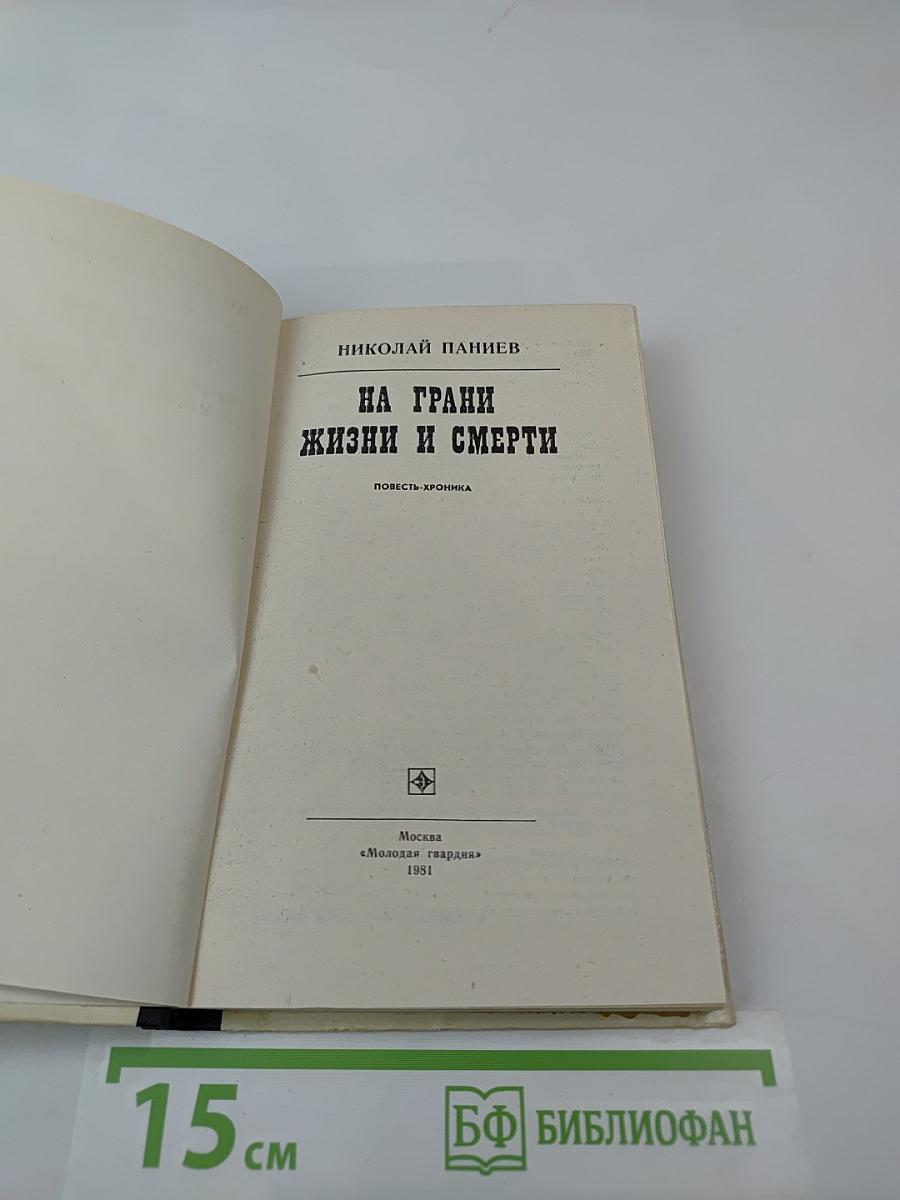 НИКОЛАЙ ПАНИЕВ
НА ГРАНИ
ЖИЗНИ И СМЕРТИ
ПОВЕСТЬ-ХРОНИКА
Москва
«Молодая гвардия»
1981
15 см
БФ БИБЛИОФАН